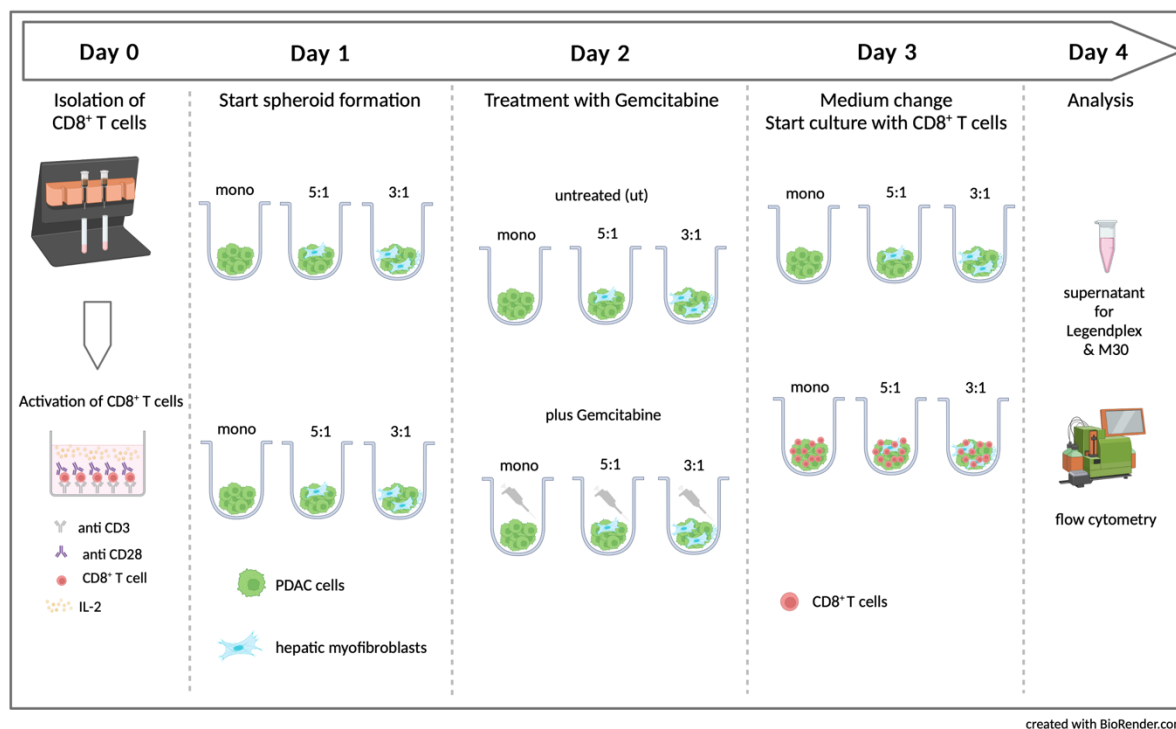 Day 0
Day 1
Day 2
Day 3
Day 4
Isolation of
CD8⁺ T cells
Activation of CD8⁺ T cells
anti CD3
anti CD28
CD8⁺ T cell
IL-2
Start spheroid formation
mono
5:1
3:1
mono
5:1
3:1
PDAC cells
hepatic myofibroblasts
Treatment with Gemcitabine
untreated (ut)
mono
5:1
3:1
plus Gemcitabine
mono
5:1
3:1
Medium change
Start culture with CD8⁺ T cells
mono
5:1
3:1
mono
5:1
3:1
CD8⁺T cells
Analysis
supernatant
for
Legendplex
& M30
flow cytometry
created with BioRender.com